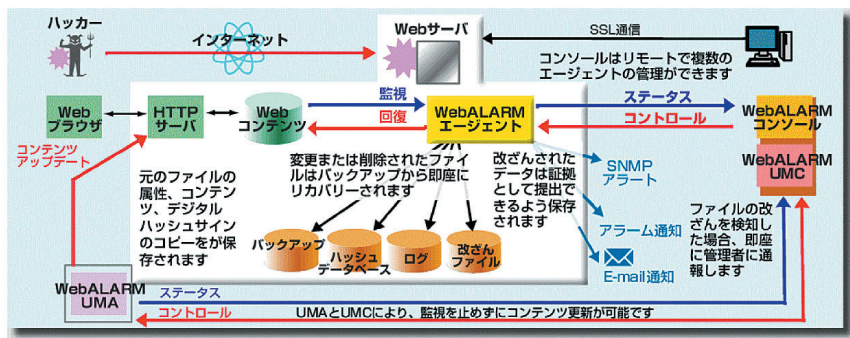 ハッカー
インターネット
Webサーバ
SSL通信
コンソールはリモートで複数の
エージェントの管理ができます
Web
ブラウザ
HTTP
サーバ
Web
コンテンツ
監視
回復
WebALARM
エージェント
ステータス
コントロール
WebALARM
コンソール
WebALARM
UMC
コンテンツ
アップデート
元のファイルの
属性、コンテン
ツ、デジタル
ハッシュサイン
のコピーをが保
存されます
変更または削除されたファイ
ルはバックアップから即座に
リカバリーされます
改ざんされた
データは証拠
として提出で
きるよう保存
されます
SNMP
アラート
アラーム通知
E-mail通知
ファイルの改
ざんを検知し
た場合、即座
に管理者に通
報します
バックアップ
ハッシュ
データベース
ログ
改ざん
ファイル
WebALARM
UMA
ステータス
コントロール
UMAとUMCにより、監視を止めずにコンテンツ更新が可能です